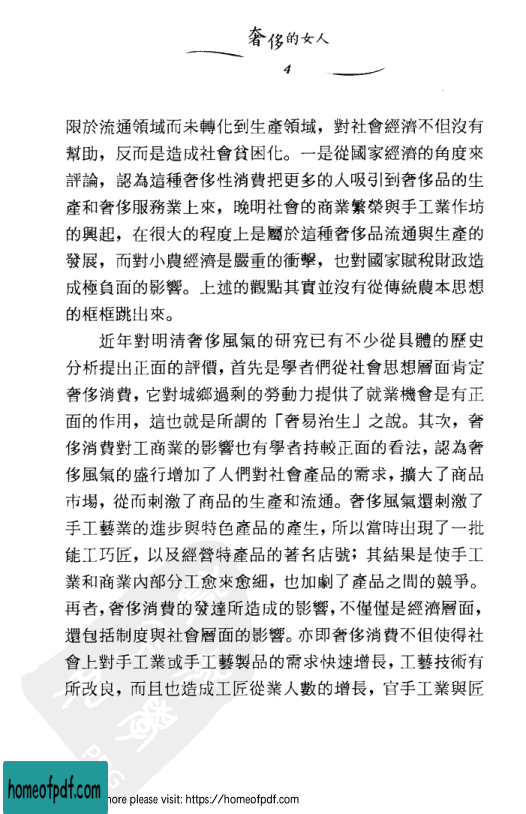 奢侈的女人
4
限於流通領域而未轉化到生產領域，對社會經濟不但沒有
幫助，反而是造成社會貧困化。一是從國家經濟的角度來
評論，認為這種奢侈性消費把更多的人吸引到奢侈品的生
產和奢侈服務業上來，晚明社會的商業繁榮與手工業作坊
的興起，在很大的程度上是屬於這種奢侈品流通與生產的
發展，而對小農經濟是嚴重的衝擊，也對國家賦稅財政造
成極負面的影響。上述的觀點其實並沒有從傳統農本思想
的框框跳出來。
近年對明清奢侈風氣的研究已有不少從具體的歷史
分析提出正面的評價，首先是學者們從社會思想層面肯定
奢侈消費，它對城鄉過剩的勞動力提供了就業機會是有正
面的作用，這也就是所謂的「奢易治生」之說。其次，奢
侈消費對工商業的影響也有學者持較正面的看法，認為奢
侈風氣的盛行增加了人們對社會產品的需求，擴大了商品
市場，從而刺激了商品的生產和流通。奢侈風氣還刺激了
手工藝業的進步與特色產品的產生，所以當時出現了一批
能工巧匠，以及經營特產品的著名店號；其結果是使手工
業和商業內部分工愈來愈細，也加劇了產品之間的競爭。
再者，奢侈消費的發達所造成的影響，不僅僅是經濟層面，
還包括制度與社會層面的影響。亦即奢侈消費不但使得社
會上對手工業或手工藝製品的需求快速增長，工藝技術有
所改良，而且也造成工匠從業人數的增長，官手工業與匠
homeofpdf.com
more please visit: https://homeofpdf.com